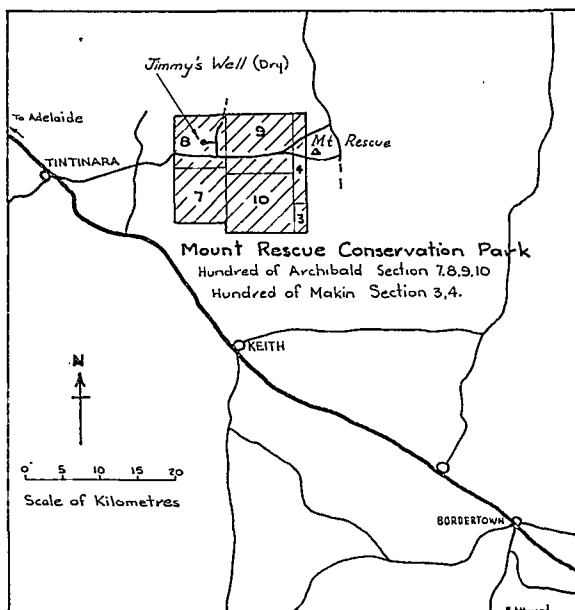 Jimmy's Well (Dry)
To Adelaide
TINTINARA
8
9
Mt Rescue
4
7
10
3
Mount Rescue Conservation Park
Hundred of Archibald Section 7,8,9,10
Hundred of Makin Section 3,4.
KEITH
N
0 5 10 15 20
Scale of Kilometres
BORDERTOWN